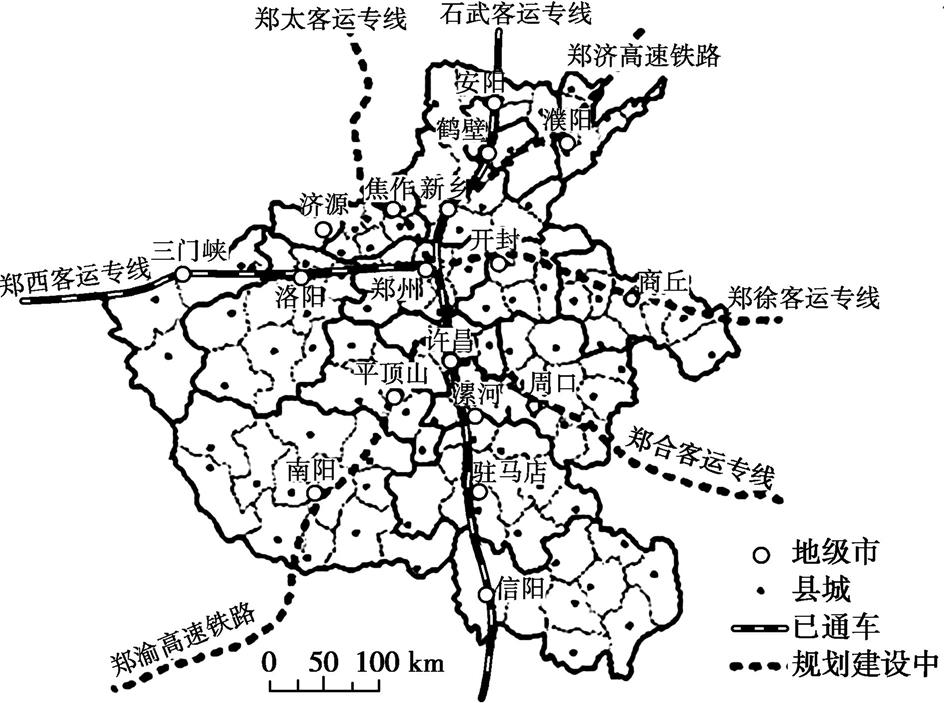 郑太客运专线
石武客运专线
郑济高速铁路
安阳
鹤壁
濮阳
焦作
新乡
济源
三门峡
开封
郑西客运专线
洛阳
郑州
商丘
郑徐客运专线
许昌
平顶山
漯河
周口
郑合客运专线
南阳
驻马店
信阳
郑渝高速铁路
0 50 100 km
地级市
县城
已通车
规划建设中